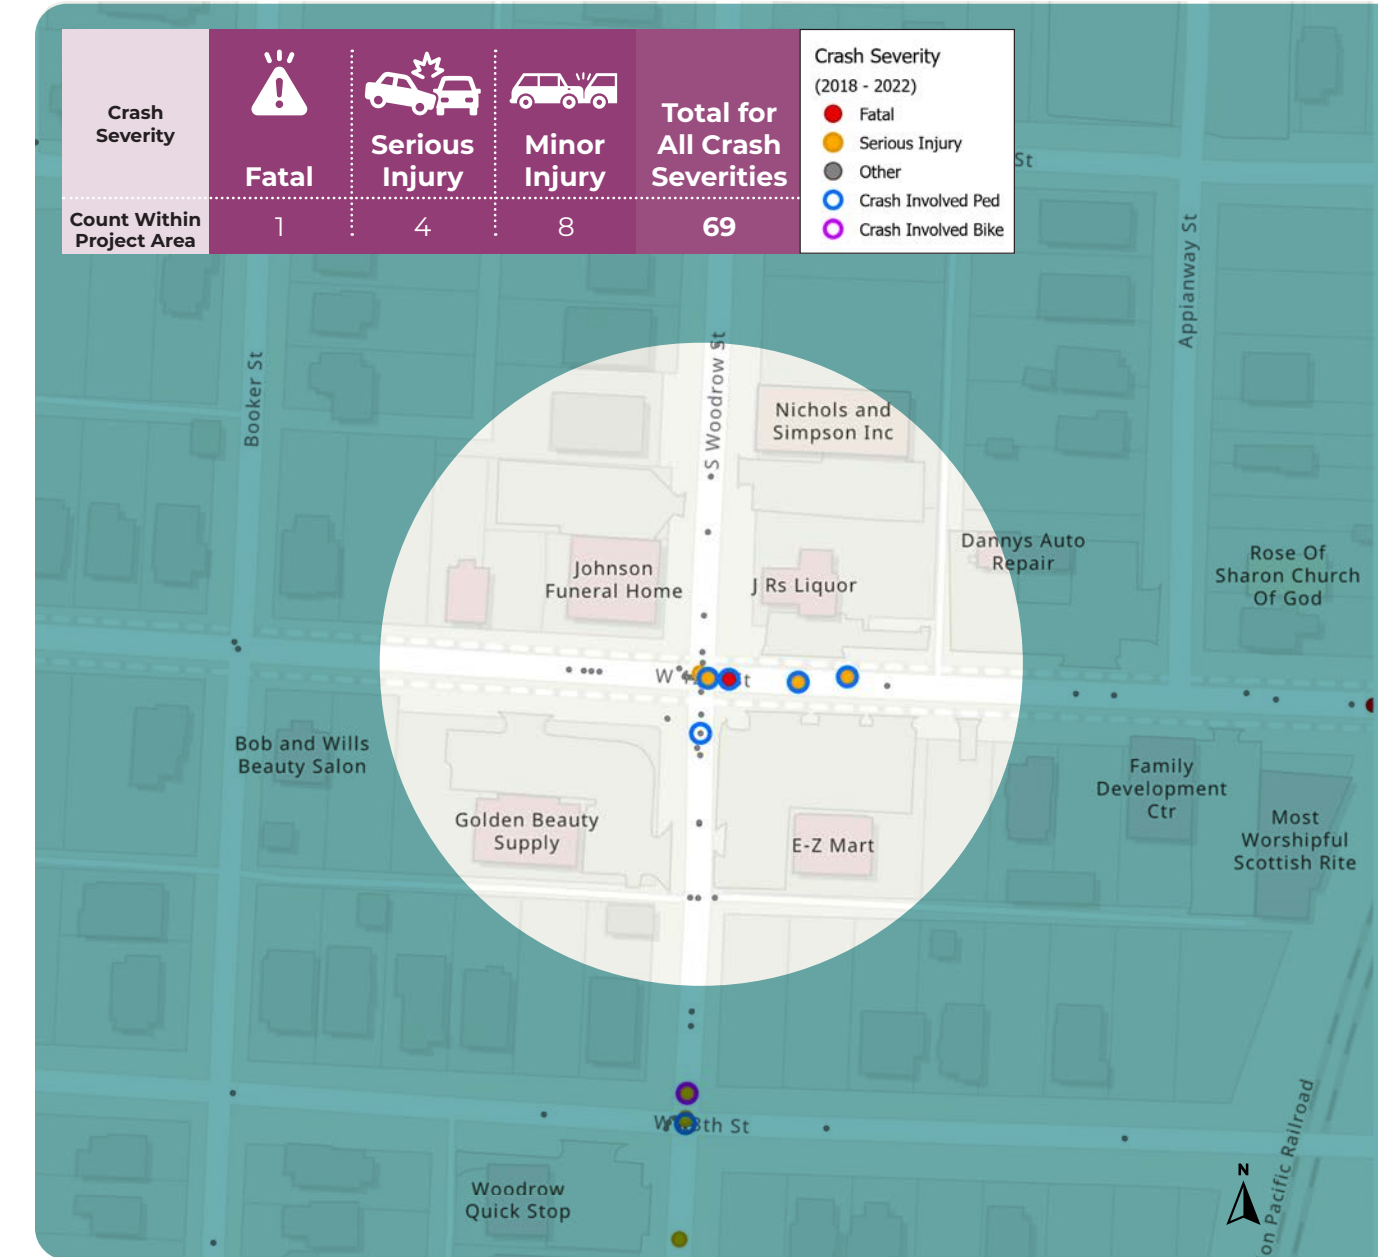 Crash
Severity
Fatal
Serious
Injury
Minor
Injury
Total for
All Crash
Severities
Count Within
Project Area
1
4
8
69
Crash Severity
(2018 - 2022)
Fatal
Serious Injury
Other
Crash Involved Ped
Crash Involved Bike
St
Appianway St
Booker St
S Woodrow St
Nichols and
Simpson Inc
Johnson
Funeral Home
J Rs Liquor
Dannys Auto
Repair
Rose Of
Sharon Church
Of God
W
Bob and Wills
Beauty Salon
Golden Beauty
Supply
E-Z Mart
Family
Development
Ctr
Most
Worshipful
Scottish Rite
W 13th St
Woodrow
Quick Stop
N
on Pacific Railroad